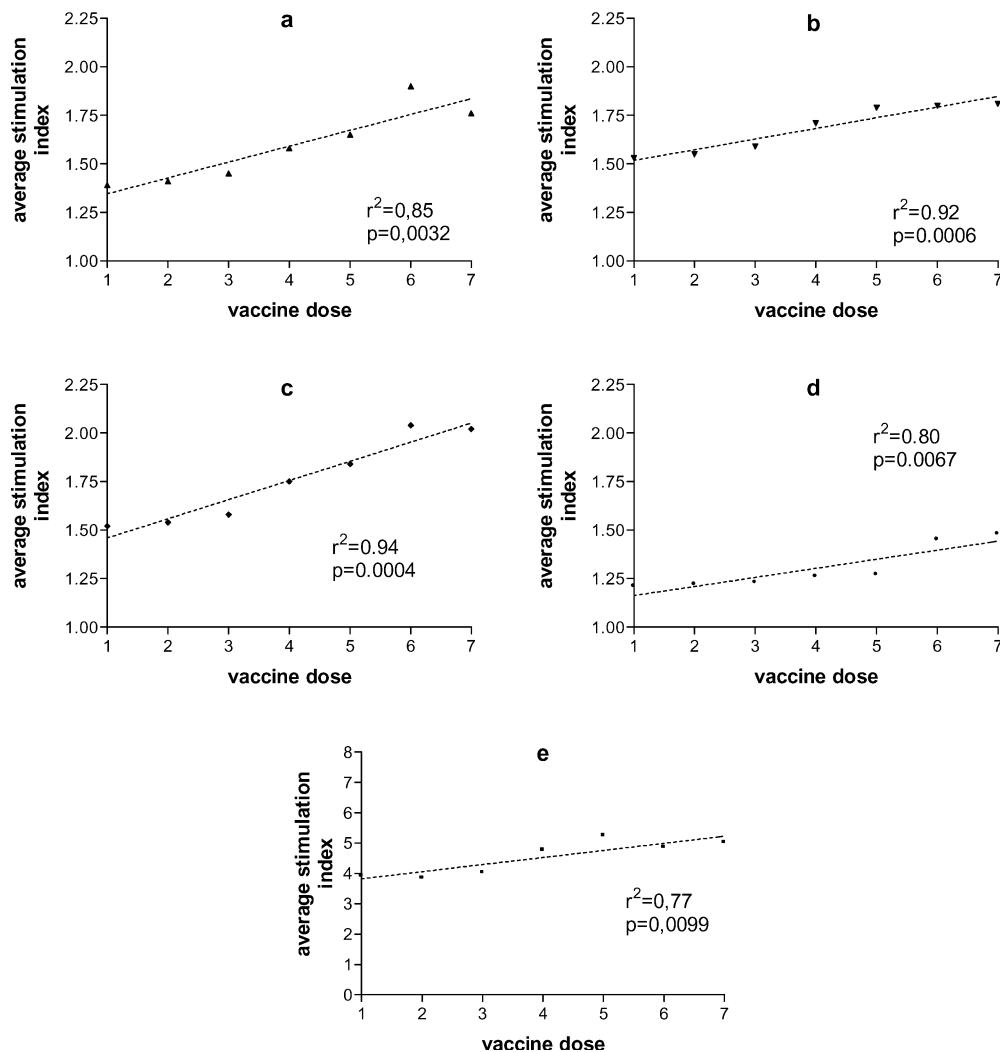 a
2.25
2.00
1.75
1.50
1.25
1.00
average stimulation
index
r2=0,85
p=0,0032
1 2 3 4 5 6 7
vaccine dose
b
2.25
2.00
1.75
1.50
1.25
1.00
average stimulation
index
r2=0.92
p=0.0006
1 2 3 4 5 6 7
vaccine dose
c
2.25
2.00
1.75
1.50
1.25
1.00
average stimulation
index
r2=0.94
p=0.0004
1 2 3 4 5 6 7
vaccine dose
d
2.25
2.00
1.75
1.50
1.25
1.00
average stimulation
index
r2=0.80
p=0.0067
1 2 3 4 5 6 7
vaccine dose
e
8
7
6
5
4
3
2
1
0
average stimulation
index
r2=0,77
p=0,0099
1 2 3 4 5 6 7
vaccine dose